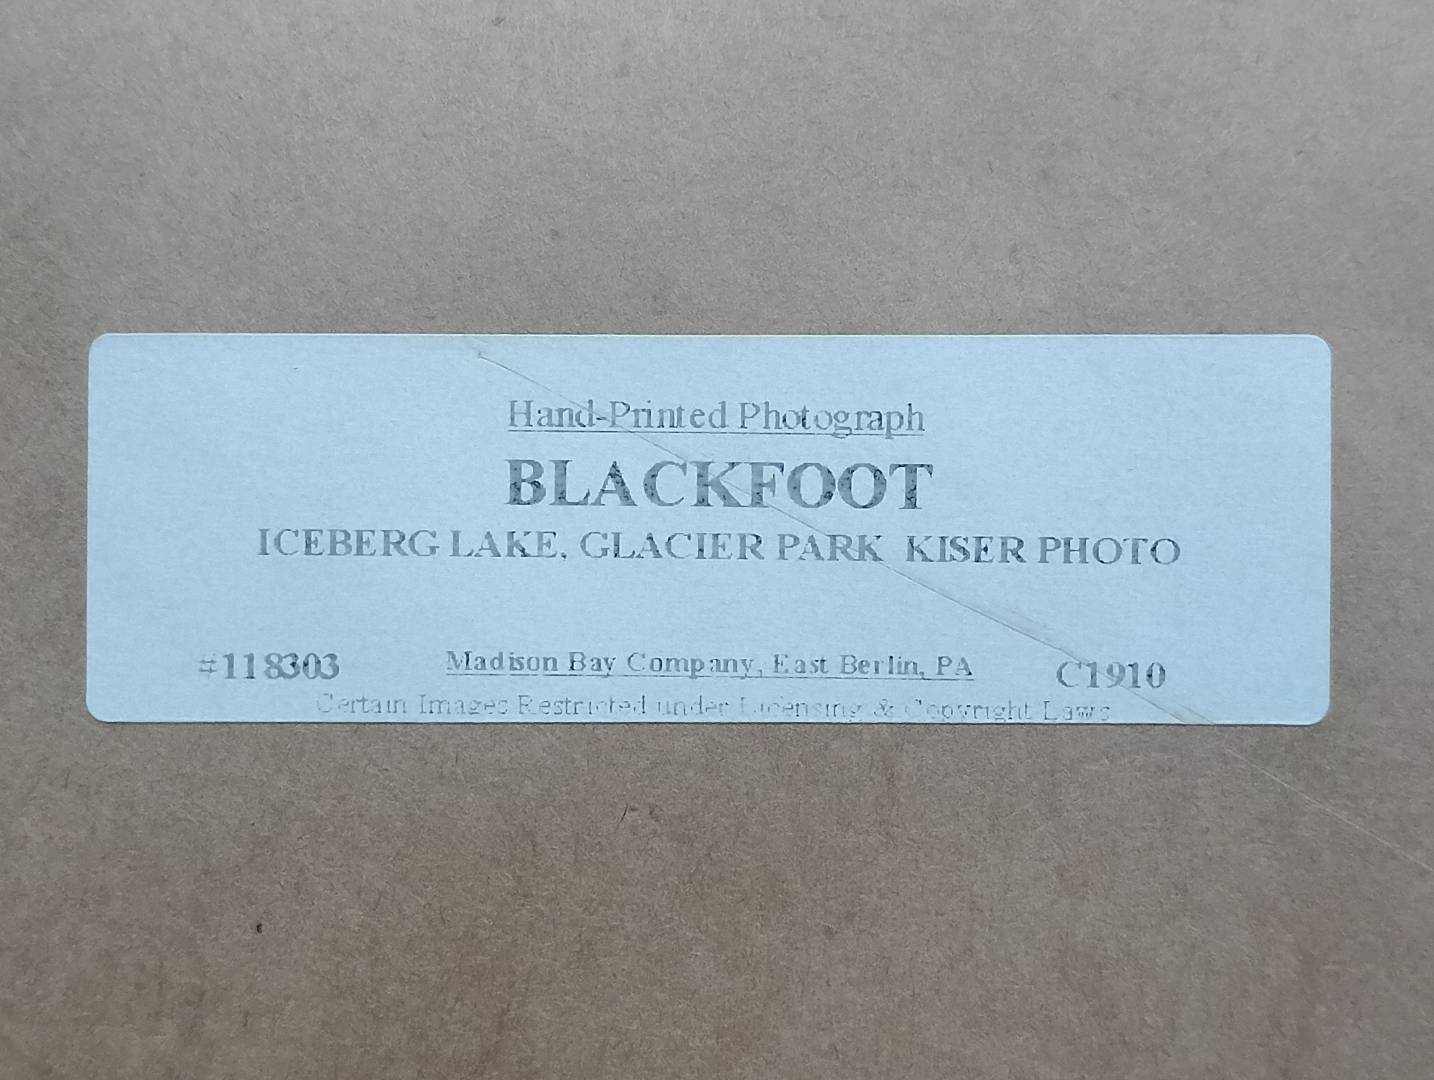 Hand-Printed Photograph
BLACKFOOT
ICEBERG LAKE, GLACIER PARK KISER PHOTO
#118303 Madison Bay Company, East Berlin, PA C1910
Certain Images Restricted under Licensing & Copyright Laws